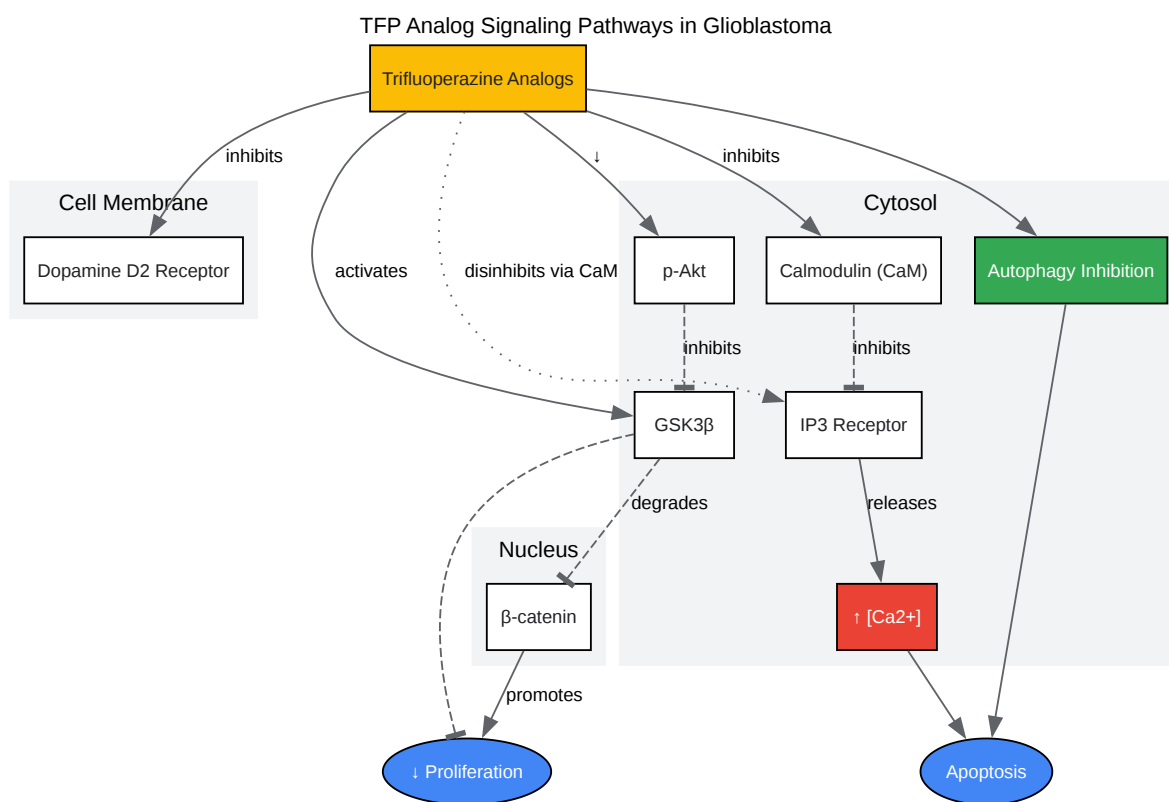 TFP Analog Signaling Pathways in Glioblastoma
Trifluoperazine Analogs
inhibits
↓
inhibits
Cell Membrane
Cytosol
Dopamine D2 Receptor
activates
disinhibits via CaM
p-Akt
Calmodulin (CaM)
Autophagy Inhibition
inhibits
inhibits
GSK3β
IP3 Receptor
degrades
releases
Nucleus
β-catenin
↑ [Ca2+]
promotes
↓ Proliferation
Apoptosis